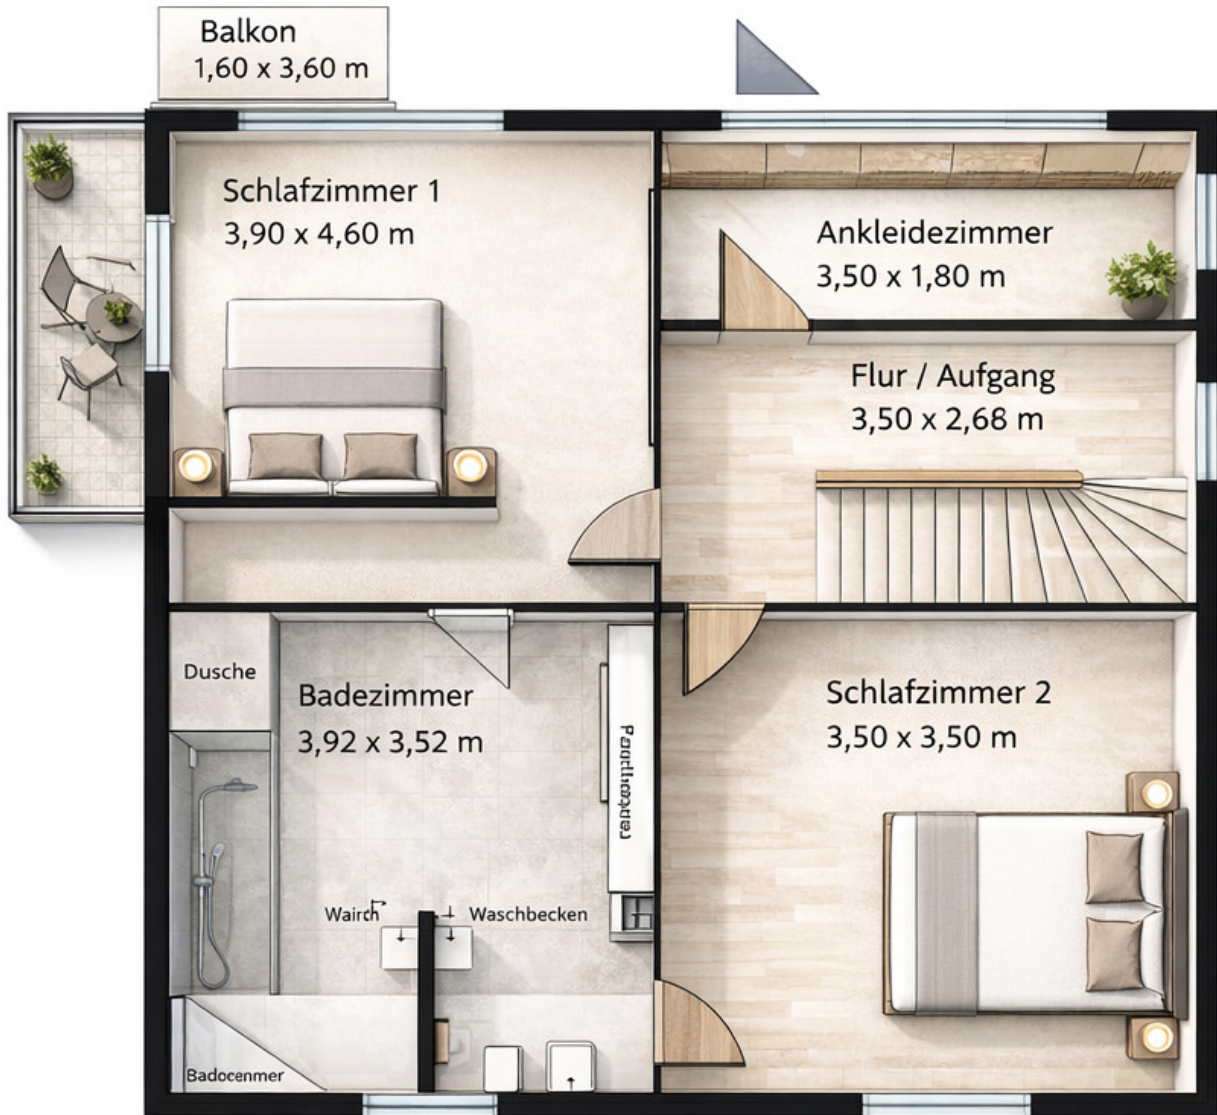 Balkon
1,60 x 3,60 m
Schlafzimmer 1
3,90 x 4,60 m
Ankleidezimmer
3,50 x 1,80 m
Flur / Aufgang
3,50 x 2,68 m
Dusche
Badezimmer
3,92 x 3,52 m
Schlafzimmer 2
3,50 x 3,50 m
Waschbecken
Badocenmer